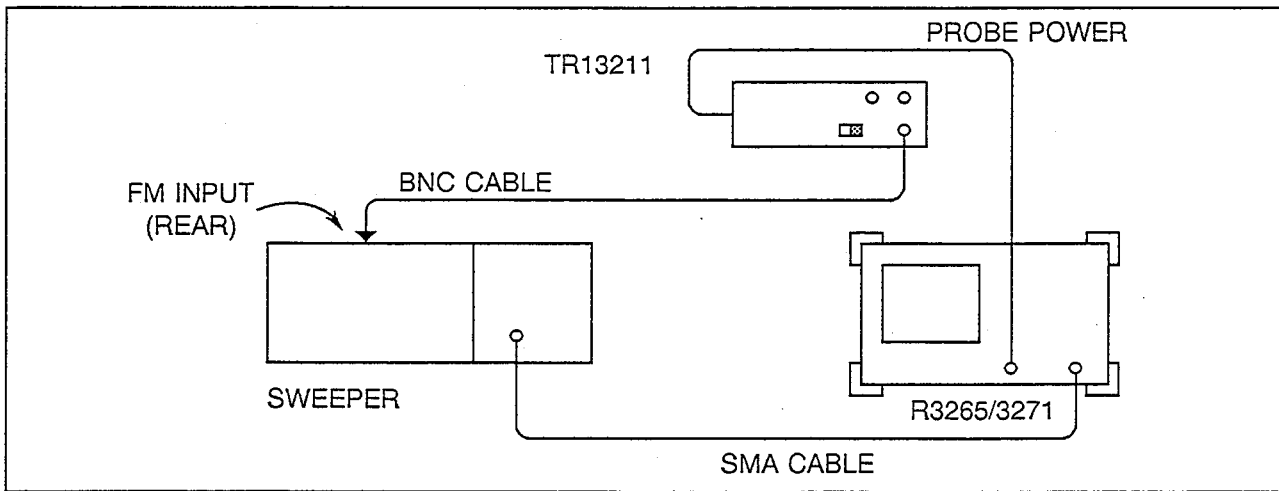 PROBE POWER
TR13211
BNC CABLE
FM INPUT
(REAR)
SWEEPER
R3265/3271
SMA CABLE